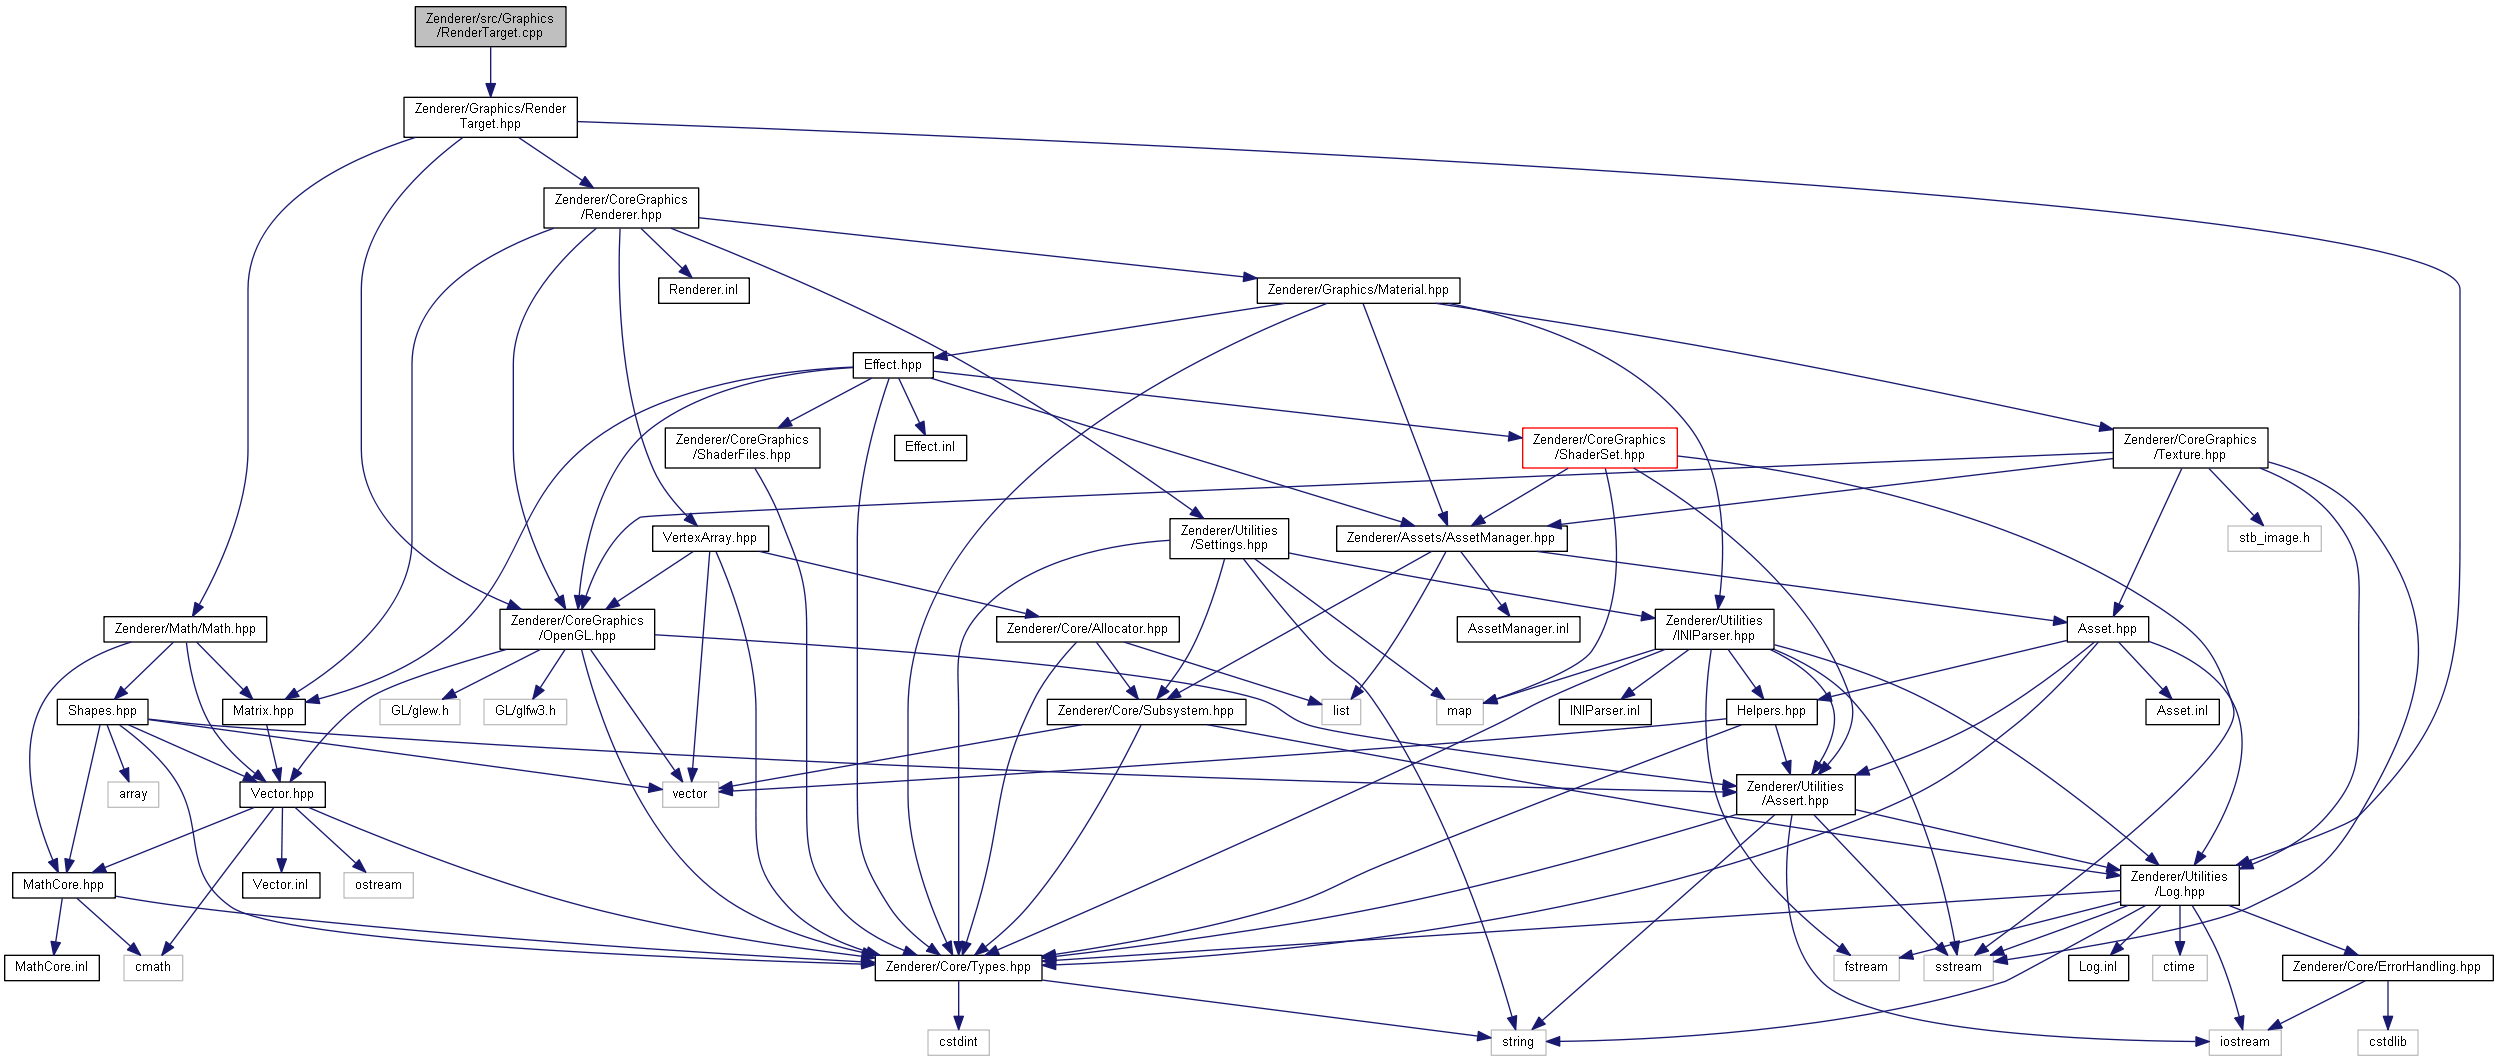 Zenderer/src/Graphics
/RenderTarget.cpp
Zenderer/Graphics/Render
Target.hpp
Zenderer/CoreGraphics
/Renderer.hpp
Renderer.inl
Zenderer/Graphics/Material.hpp
Effect.hpp
Zenderer/CoreGraphics
/ShaderFiles.hpp
Effect.inl
Zenderer/CoreGraphics
/ShaderSet.hpp
Zenderer/CoreGraphics
/Texture.hpp
VertexArray.hpp
Zenderer/Utilities
/Settings.hpp
Zenderer/Assets/AssetManager.hpp
stb_image.h
Zenderer/Math/Math.hpp
Zenderer/CoreGraphics
/OpenGL.hpp
Zenderer/Core/Allocator.hpp
AssetManager.inl
Zenderer/Utilities
/INIParser.hpp
Asset.hpp
Shapes.hpp
Matrix.hpp
GL/glew.h
GL/glfw3.h
Zenderer/Core/Subsystem.hpp
list
map
INIParser.inl
Helpers.hpp
Asset.inl
array
Vector.hpp
vector
Zenderer/Utilities
/Assert.hpp
MathCore.hpp
Vector.inl
ostream
Zenderer/Utilities
/Log.hpp
MathCore.inl
cmath
Zenderer/Core/Types.hpp
fstream
sstream
Log.inl
ctime
Zenderer/Core/ErrorHandling.hpp
cstdint
string
iostream
cstdlib